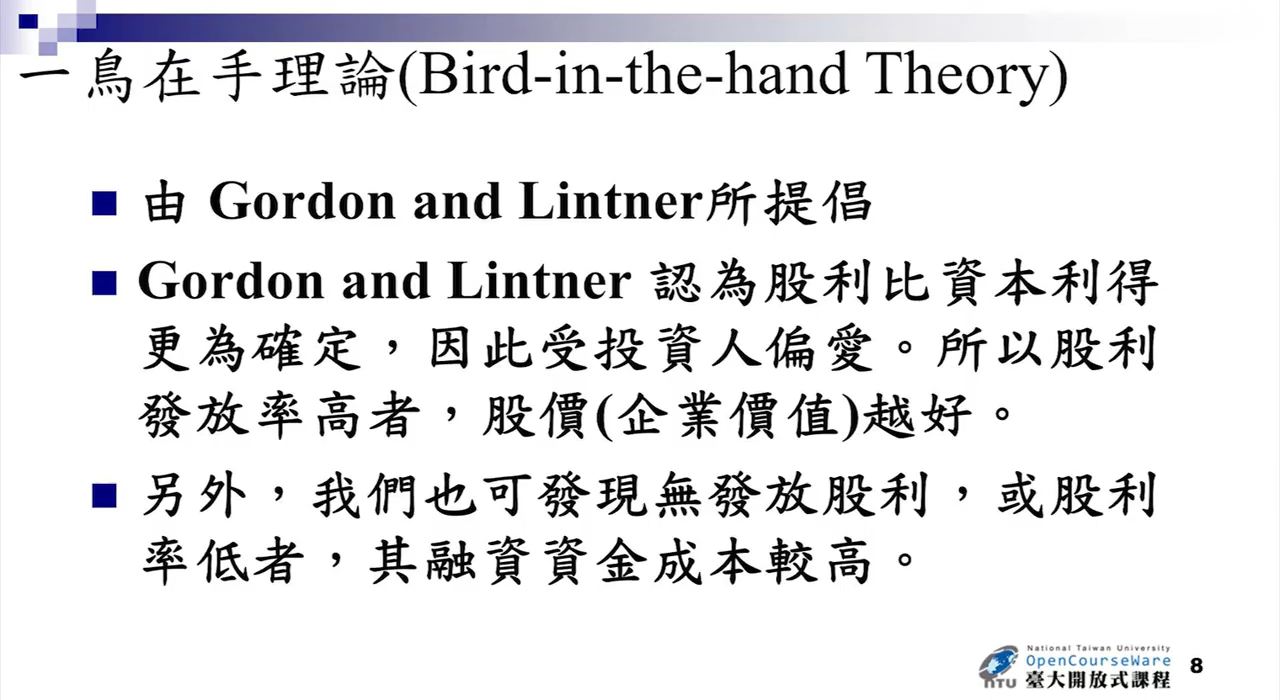 一鳥在手理論(Bird-in-the-hand Theory)
由 Gordon and Lintner所提倡
Gordon and Lintner 認為股利比資本利得
更為確定，因此受投資人偏愛。所以股利
發放率高者，股價(企業價值)越好。
另外，我們也可發現無發放股利，或股利
率低者，其融資資金成本較高。
National Taiwan University
OpenCourseWare
NTU 臺大開放式課程
8